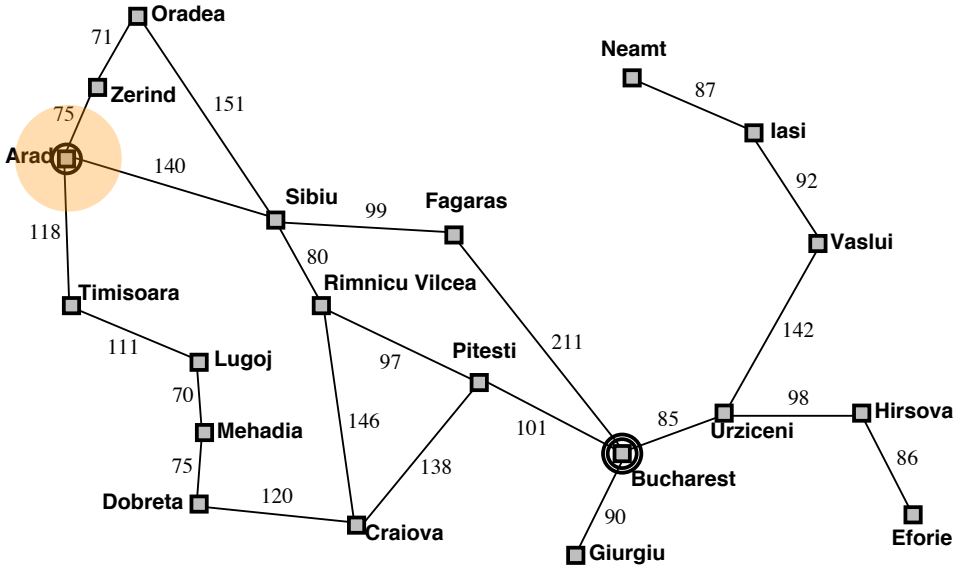 Oradea
71
Neamt
Zerind
87
75
151
Iasi
Arad
140
92
Sibiu
Fagaras
99
118
Vaslui
80
Timisoara
Rimnicu Vilcea
142
111
Lugoj
97
Pitesti
211
70
98
Hirsova
146
101
85
Urziceni
Mehadia
75
138
86
Bucharest
Dobreta
120
90
Craiova
Eforie
Giurgiu